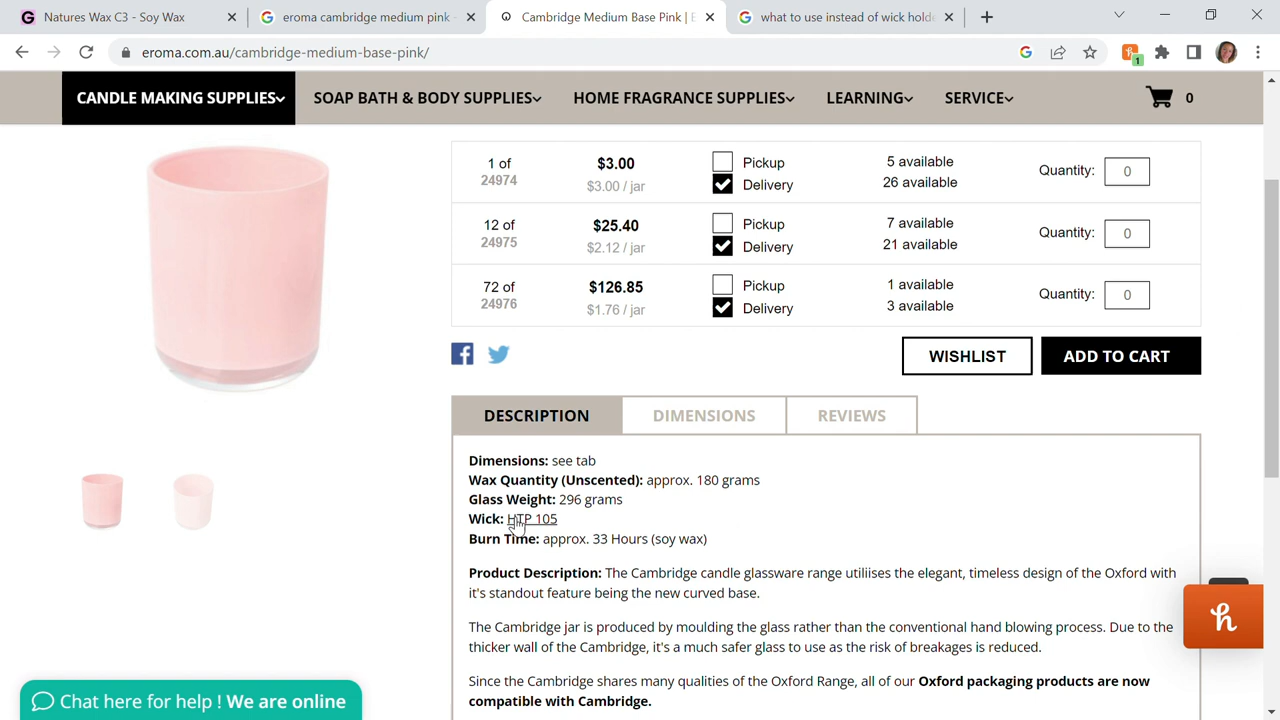 Natures Wax C3 - Soy Wax
eroma cambridge medium pink -
Cambridge Medium Base Pink | E
what to use instead of wick holde
eroma.com.au/cambridge-medium-base-pink/
1
CANDLE MAKING SUPPLIES
SOAP BATH & BODY SUPPLIES
HOME FRAGRANCE SUPPLIES
LEARNING
SERVICE
0
1 of
24974
$3.00
$3.00 / jar
Pickup
Delivery
5 available
26 available
Quantity:
0
12 of
24975
$25.40
$2.12 / jar
Pickup
Delivery
7 available
21 available
Quantity:
0
72 of
24976
$126.85
$1.76 / jar
Pickup
Delivery
1 available
3 available
Quantity:
0
WISHLIST
ADD TO CART
DESCRIPTION
DIMENSIONS
REVIEWS
Dimensions: see tab
Wax Quantity (Unscented): approx. 180 grams
Glass Weight: 296 grams
Wick: HTP 105
Burn Time: approx. 33 Hours (soy wax)
Product Description: The Cambridge candle glassware range utiliises the elegant, timeless design of the Oxford with
it's standout feature being the new curved base.
The Cambridge jar is produced by moulding the glass rather than the conventional hand blowing process. Due to the
thicker wall of the Cambridge, it's a much safer glass to use as the risk of breakages is reduced.
Since the Cambridge shares many qualities of the Oxford Range, all of our Oxford packaging products are now
compatible with Cambridge.
Chat here for help ! We are online